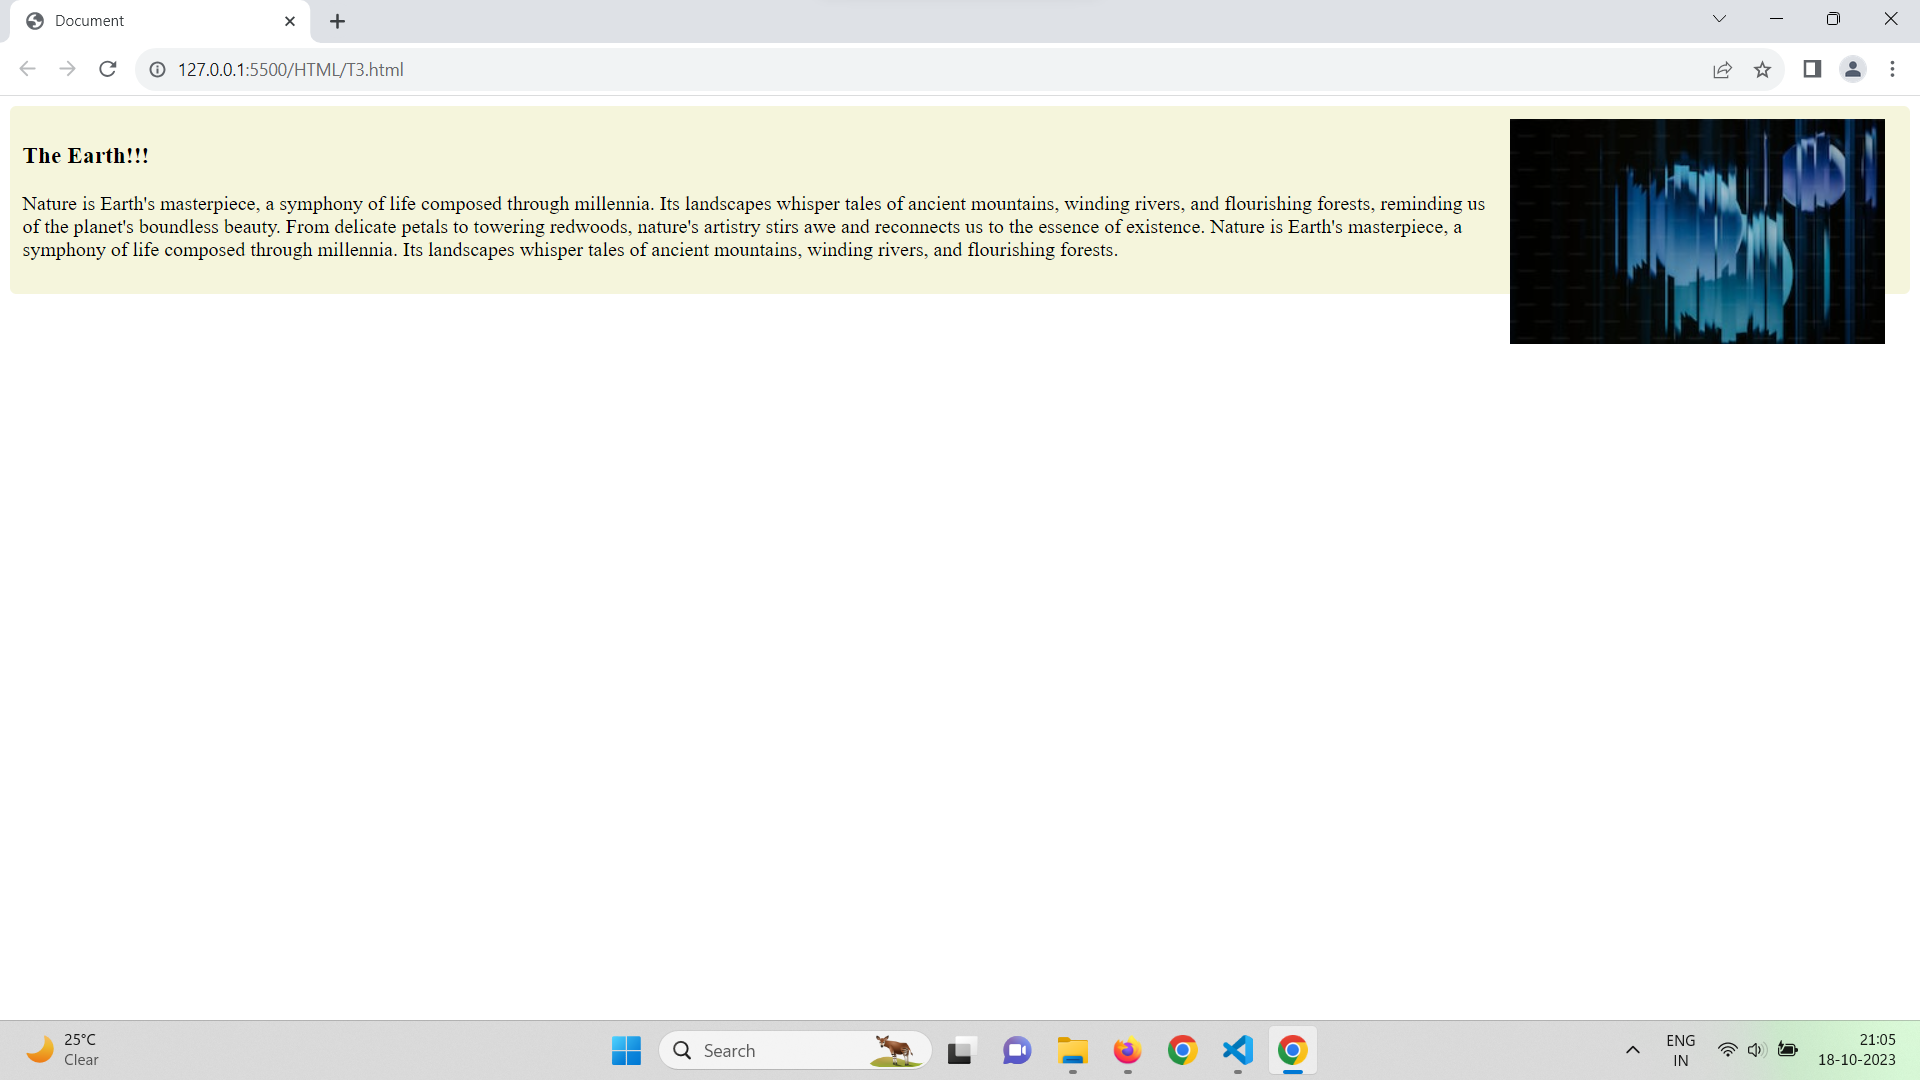 Document
127.0.0.1:5500/HTML/T3.html
The Earth!!!
Nature is Earth's masterpiece, a symphony of life composed through millennia. Its landscapes whisper tales of ancient mountains, winding rivers, and flourishing forests, reminding us
of the planet's boundless beauty. From delicate petals to towering redwoods, nature's artistry stirs awe and reconnects us to the essence of existence. Nature is Earth's masterpiece, a
symphony of life composed through millennia. Its landscapes whisper tales of ancient mountains, winding rivers, and flourishing forests.
25°C
Clear
Search
ENG
IN
21:05
18-10-2023